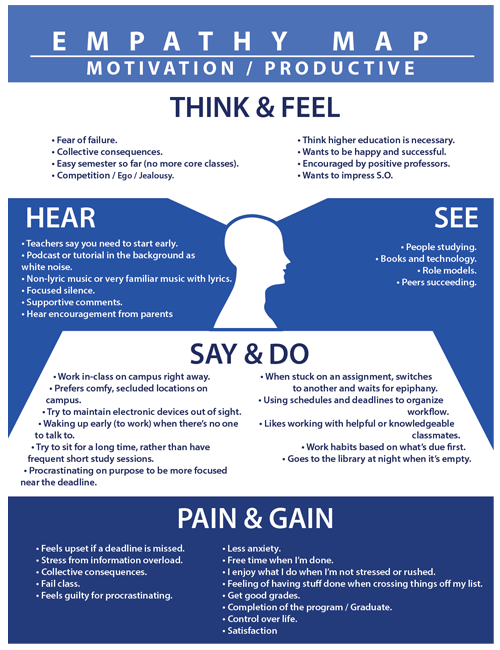 EMPATHY MAP
MOTIVATION / PRODUCTIVE
THINK & FEEL
• Fear of failure.
• Collective consequences.
• Easy semester so far (no more core classes).
• Competition / Ego / Jealousy.
• Think higher education is necessary.
• Wants to be happy and successful.
• Encouraged by positive professors.
• Wants to impress S.O.
HEAR
• Teachers say you need to start early.
• Podcast or tutorial in the background as
white noise.
• Non-lyric music or very familiar music with lyrics.
• Focused silence.
• Supportive comments.
• Hear encouragement from parents
SEE
• People studying.
• Books and technology.
• Role models.
• Peers succeeding.
SAY & DO
• Work in-class on campus right away.
• Prefers comfy, secluded locations on
campus.
• Try to maintain electronic devices out of sight.
• Waking up early (to work) when there's no one
to talk to.
• Try to sit for a long time, rather than have
frequent short study sessions.
• Procrastinating on purpose to be more focused
near the deadline.
• When stuck on an assignment, switches
to another and waits for epiphany.
• Using schedules and deadlines to organize
workflow.
• Likes working with helpful or knowledgeable
classmates.
• Work habits based on what's due first.
• Goes to the library at night when it's empty.
PAIN & GAIN
• Feels upset if a deadline is missed.
• Stress from information overload.
• Collective consequences.
• Fail class.
• Feels guilty for procrastinating.
• Less anxiety.
• Free time when I'm done.
• I enjoy what I do when I'm not stressed or rushed.
• Feeling of having stuff done when crossing things off my list.
• Get good grades.
• Completion of the program / Graduate.
• Control over life.
• Satisfaction